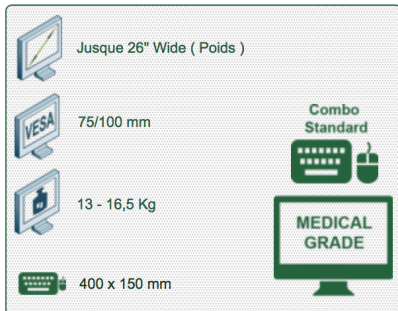 Jusque 26" Wide ( Poids )
VESA
75/100 mm
Combo
Standard
KG
13 - 16,5 Kg
MEDICAL
GRADE
400 x 150 mm